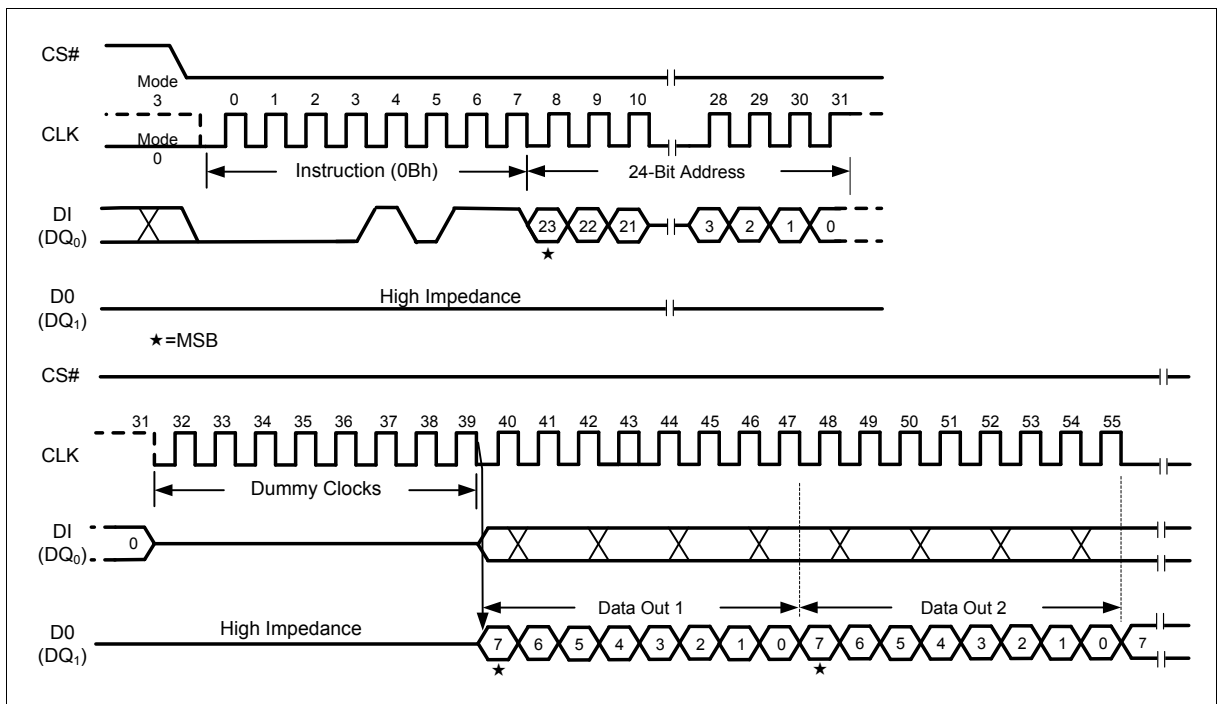 CS#
Mode
3
0 1 2 3 4 5 6 7 8 9 10 28 29 30 31
CLK
Mode
0
Instruction (0Bh) 24-Bit Address
DI
(DQ0)
23 22 21 3 2 1 0
★
D0
(DQ1)
High Impedance
★=MSB
CS#
31 32 33 34 35 36 37 38 39 40 41 42 43 44 45 46 47 48 49 50 51 52 53 54 55
CLK
Dummy Clocks
DI
(DQ0)
0
Data Out 1 Data Out 2
D0
(DQ1)
High Impedance
7 6 5 4 3 2 1 0 7 6 5 4 3 2 1 0 7
★ ★